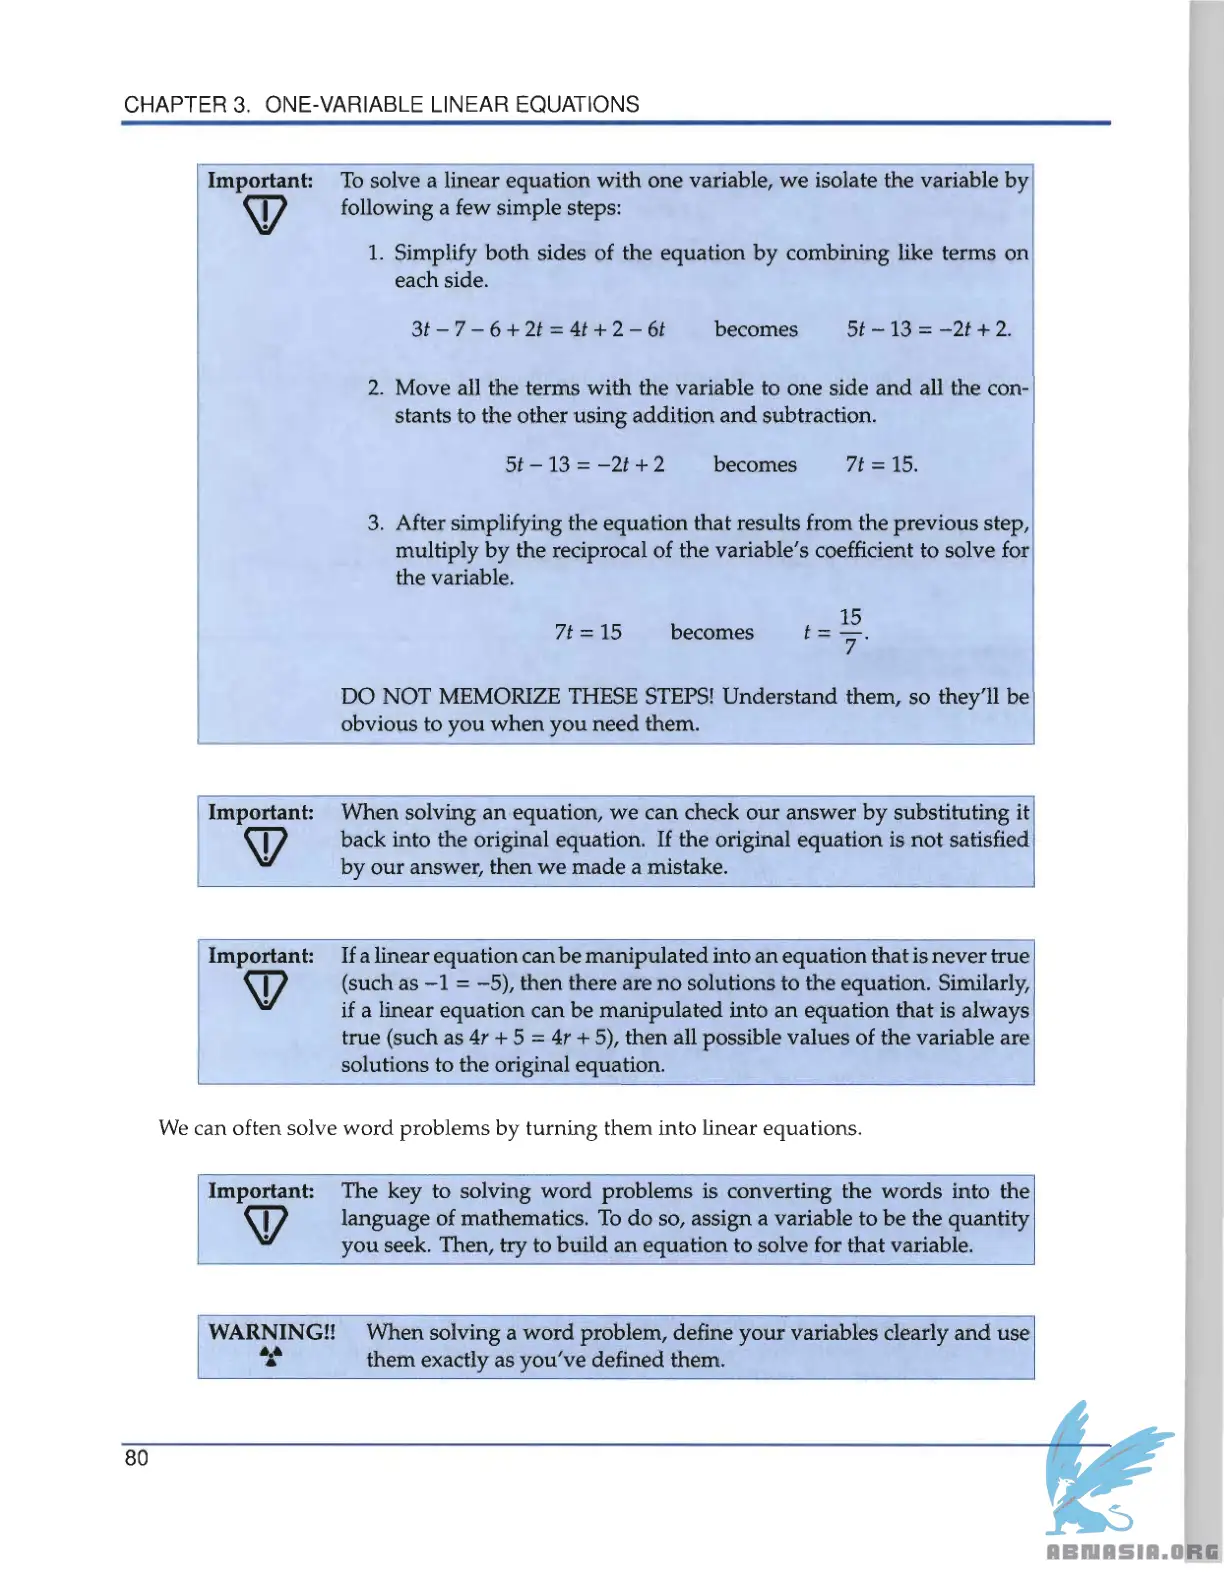 CHAPTER 3. ONE-VARIABLE LINEAR EQUATIONS
Important: To solve a linear equation with one variable, we isolate the variable by
following a few simple steps:
1. Simplify both sides of the equation by combining like terms on
each side.
3t − 7 − 6 + 2t = 4t + 2 − 6t becomes 5t − 13 = −2t + 2.
2. Move all the terms with the variable to one side and all the con-
stants to the other using addition and subtraction.
5t − 13 = −2t + 2 becomes 7t = 15.
3. After simplifying the equation that results from the previous step,
multiply by the reciprocal of the variable's coefficient to solve for
the variable.
7t = 15 becomes t = 15/7.
DO NOT MEMORIZE THESE STEPS! Understand them, so they'll be
obvious to you when you need them.
Important: When solving an equation, we can check our answer by substituting it
back into the original equation. If the original equation is not satisfied
by our answer, then we made a mistake.
Important: If a linear equation can be manipulated into an equation that is never true
(such as −1 = −5), then there are no solutions to the equation. Similarly,
if a linear equation can be manipulated into an equation that is always
true (such as 4r + 5 = 4r + 5), then all possible values of the variable are
solutions to the original equation.
We can often solve word problems by turning them into linear equations.
Important: The key to solving word problems is converting the words into the
language of mathematics. To do so, assign a variable to be the quantity
you seek. Then, try to build an equation to solve for that variable.
WARNING!! When solving a word problem, define your variables clearly and use
them exactly as you've defined them.
80
ABNASIA.ORG